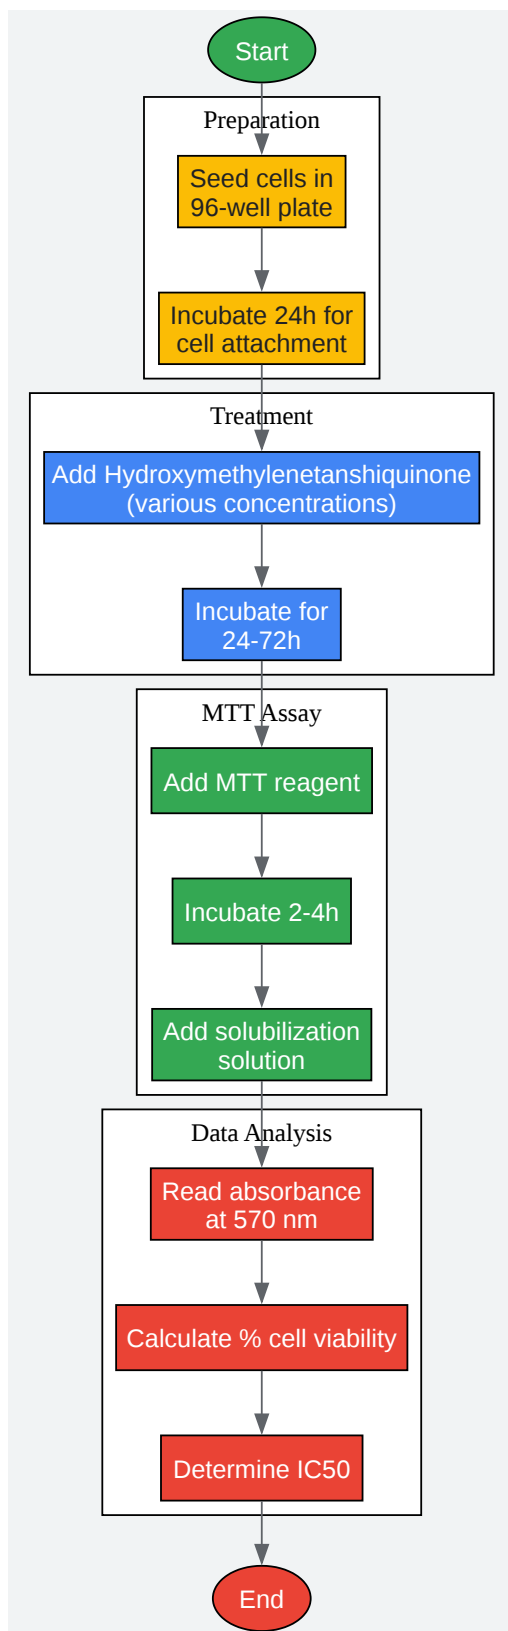 Start
Preparation
Seed cells in
96-well plate
Incubate 24h for
cell attachment
Treatment
Add Hydroxymethylenetanshiquinone
(various concentrations)
Incubate for
24-72h
MTT Assay
Add MTT reagent
Incubate 2-4h
Add solubilization
solution
Data Analysis
Read absorbance
at 570 nm
Calculate % cell viability
Determine IC50
End